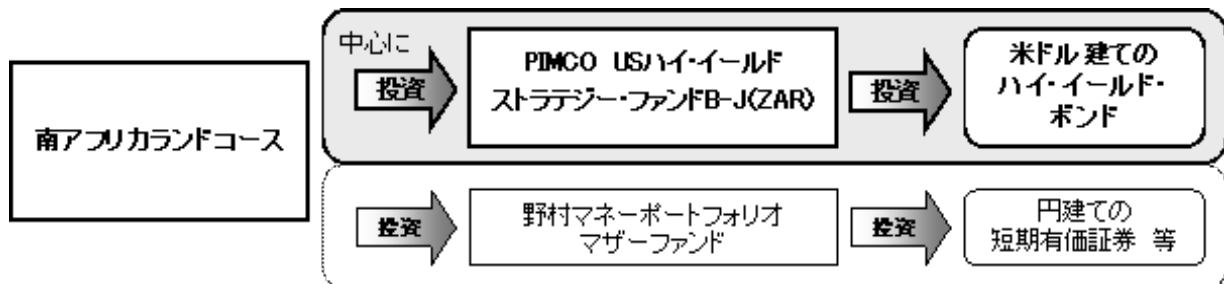 南アフリカランドコース
中心に
投資
PIMCO USハイ・イールド
ストラテジー・ファンドB-J(ZAR)
投資
米ドル建ての
ハイ・イールド・
ボンド
投資
野村マネーポートフォリオ
マザーファンド
投資
円建ての
短期有価証券 等